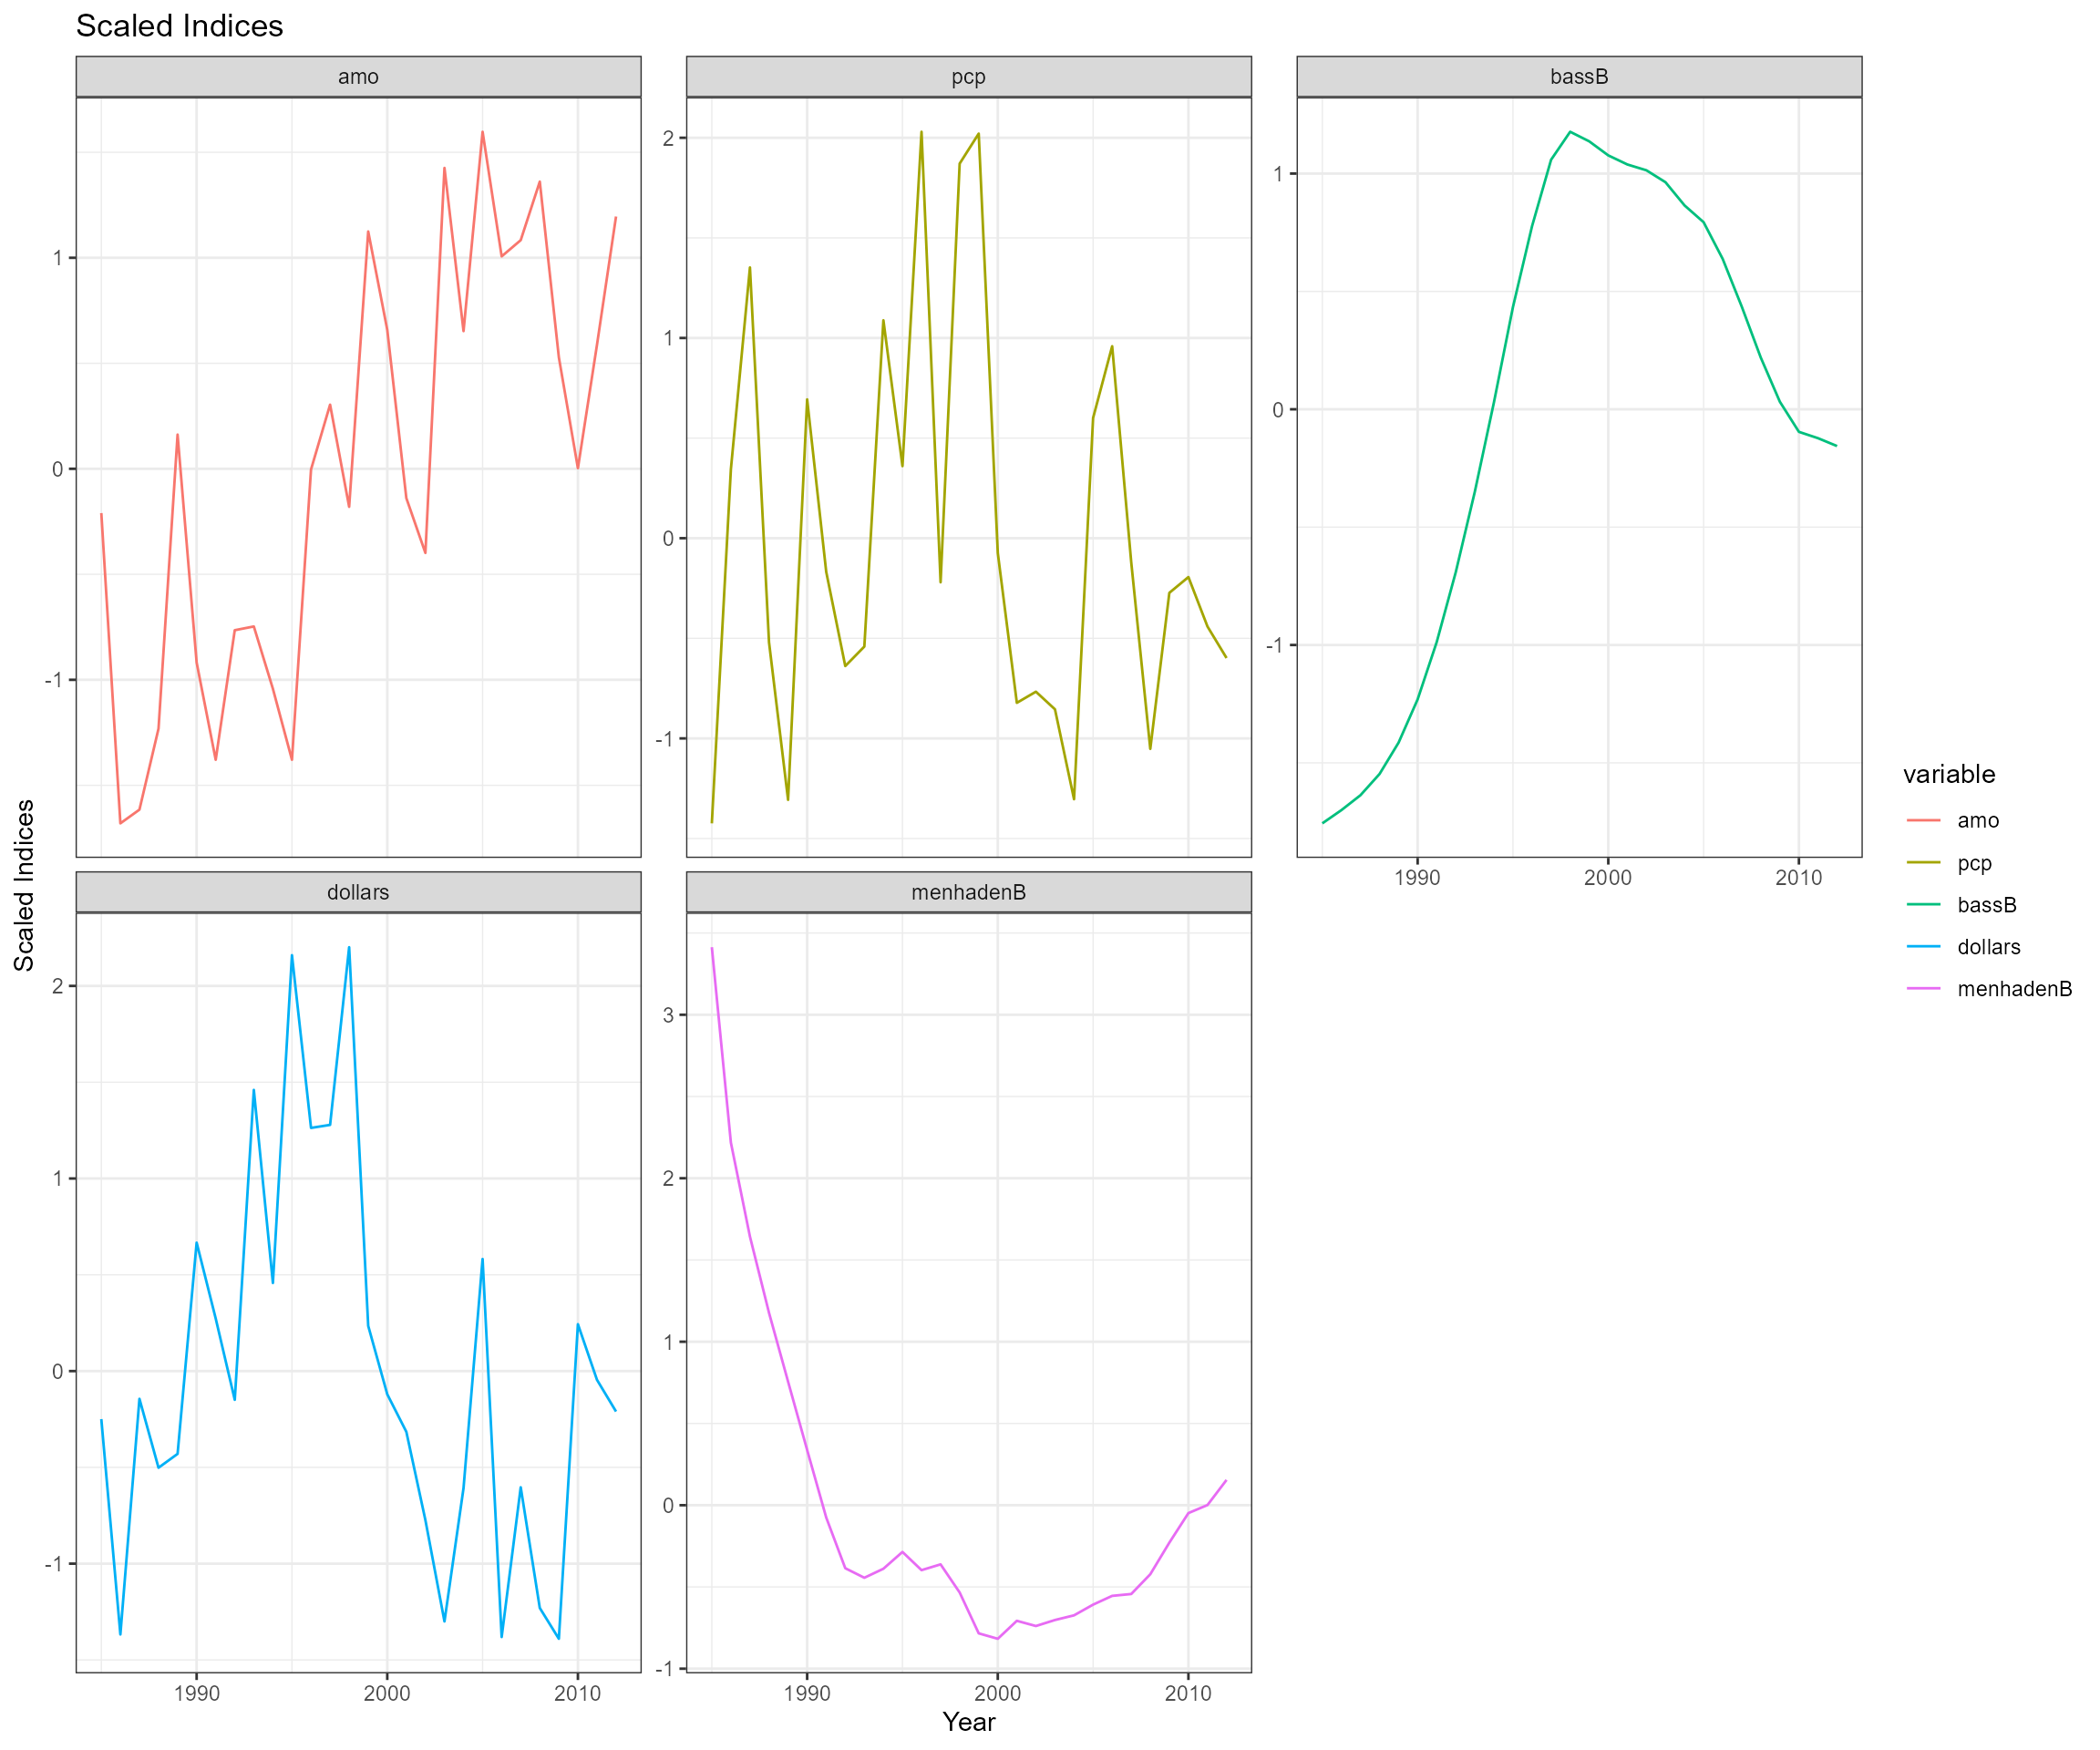 Scaled Indices
amo
pcp
bassB
1
0
-1
2
1
0
-1
1
0
-1
1990
2000
2010
dollars
menhadenB
2
1
0
-1
3
2
1
0
-1
1990
2000
2010
1990
2000
2010
Year
Scaled Indices
variable
amo
pcp
bassB
dollars
menhadenB